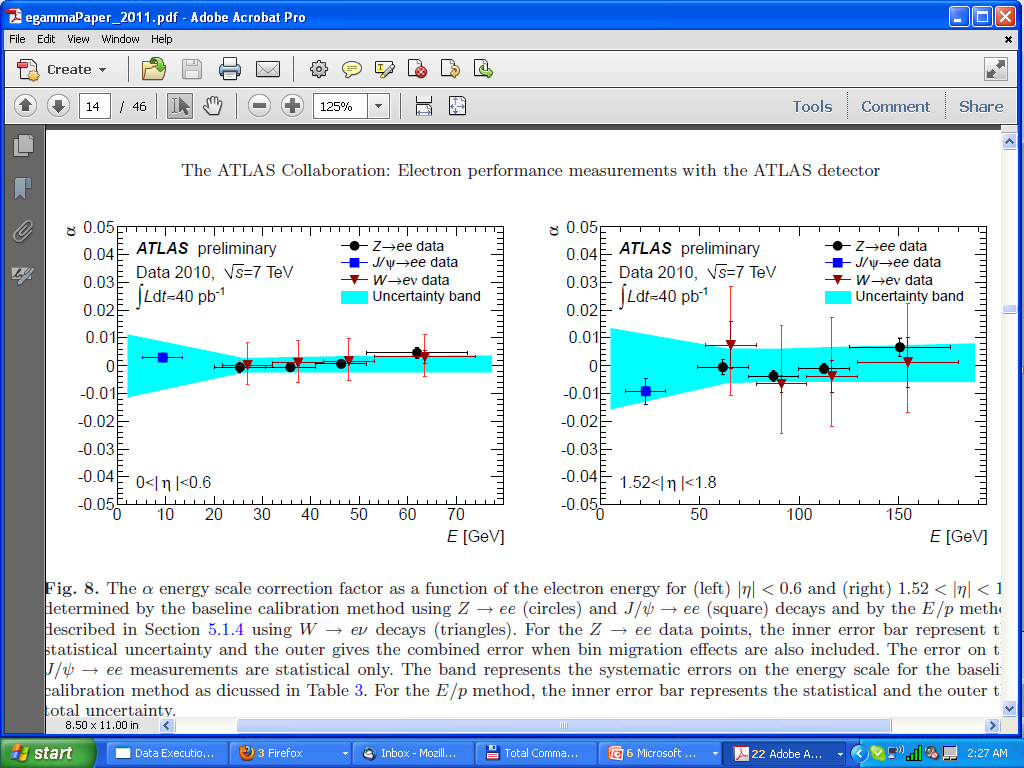 egammaPaper_2011.pdf - Adobe Acrobat Pro
File Edit View Window Help
Create
14 / 46 125% Tools Comment Share
The ATLAS Collaboration: Electron performance measurements with the ATLAS detector
α
0.05
0.04
0.03
0.02
0.01
0
-0.01
-0.02
-0.03
-0.04
-0.05
ATLAS preliminary
Data 2010, √s=7 TeV
∫Ldt≈40 pb-1
Z→ee data
J/ψ→ee data
W→eν data
Uncertainty band
0<|η|<0.6
0 10 20 30 40 50 60 70
E [GeV]
α
0.05
0.04
0.03
0.02
0.01
0
-0.01
-0.02
-0.03
-0.04
-0.05
ATLAS preliminary
Data 2010, √s=7 TeV
∫Ldt≈40 pb-1
Z→ee data
J/ψ→ee data
W→eν data
Uncertainty band
1.52<|η|<1.8
0 50 100 150
E [GeV]
Fig. 8. The α energy scale correction factor as a function of the electron energy for (left) |η| < 0.6 and (right) 1.52 < |η| < 1
determined by the baseline calibration method using Z → ee (circles) and J/ψ → ee (square) decays and by the E/p meth
described in Section 5.1.4 using W → eν decays (triangles). For the Z → ee data points, the inner error bar represent t
statistical uncertainty and the outer gives the combined error when bin migration effects are also included. The error on t
J/ψ → ee measurements are statistical only. The band represents the systematic errors on the energy scale for the baseli
calibration method as dicussed in Table 3. For the E/p method, the inner error bar represents the statistical and the outer t
total uncertainty.
8.50 x 11.00 in
start Data Executio... 3 Firefox Inbox - Mozill... Total Comma... 6 Microsoft ... 22 Adobe A... 2:27 AM